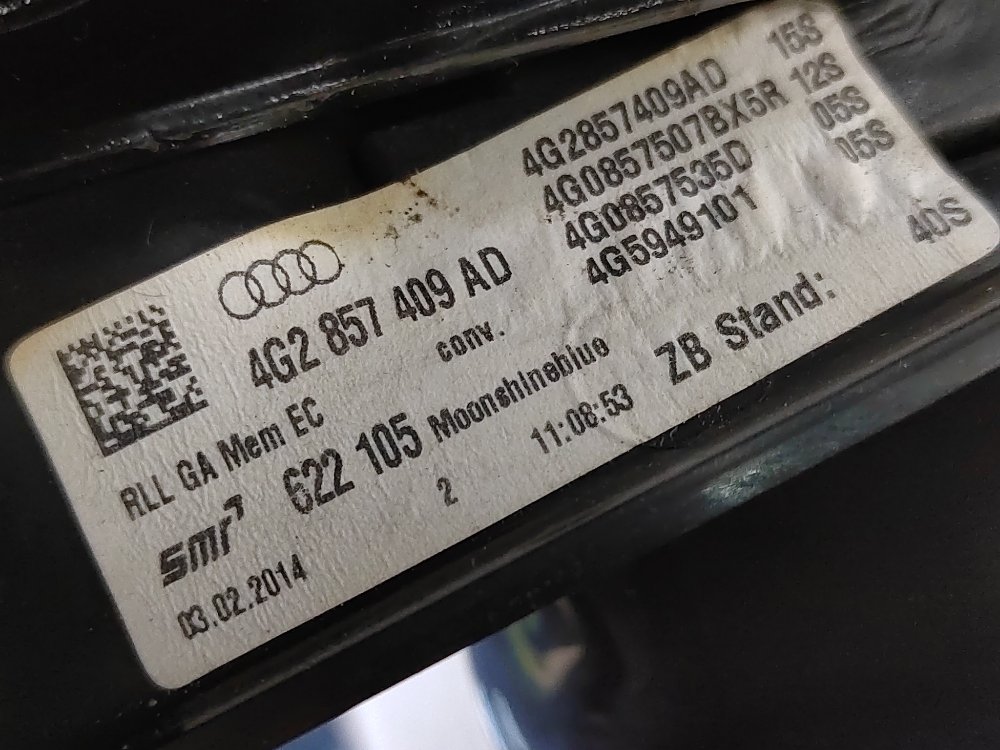 4G2857409AD 15S
4G0857507BX5R 12S
4G0857535D 05S
4G5949101 05S
4G2 857 409 AD
conv.
40S
RLL GA Mem EC
622 105 Moonshineblue
ZB Stand:
smr
2
11:08:53
03.02.2014